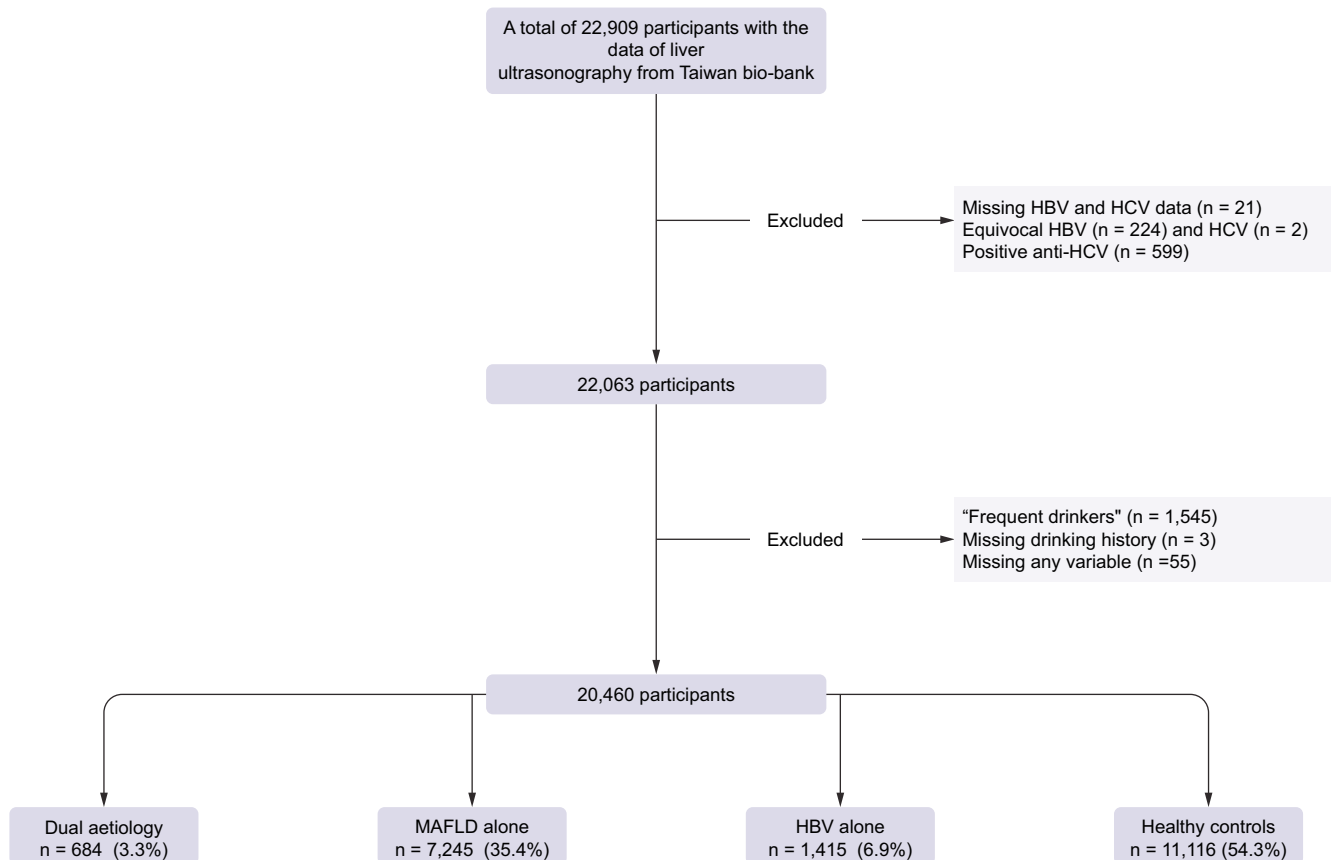 A total of 22,909 participants with the
data of liver
ultrasonography from Taiwan bio-bank
Excluded
Missing HBV and HCV data (n = 21)
Equivocal HBV (n = 224) and HCV (n = 2)
Positive anti-HCV (n = 599)
22,063 participants
Excluded
“Frequent drinkers" (n = 1,545)
Missing drinking history (n = 3)
Missing any variable (n =55)
20,460 participants
Dual aetiology
n = 684 (3.3%)
MAFLD alone
n = 7,245 (35.4%)
HBV alone
n = 1,415 (6.9%)
Healthy controls
n = 11,116 (54.3%)